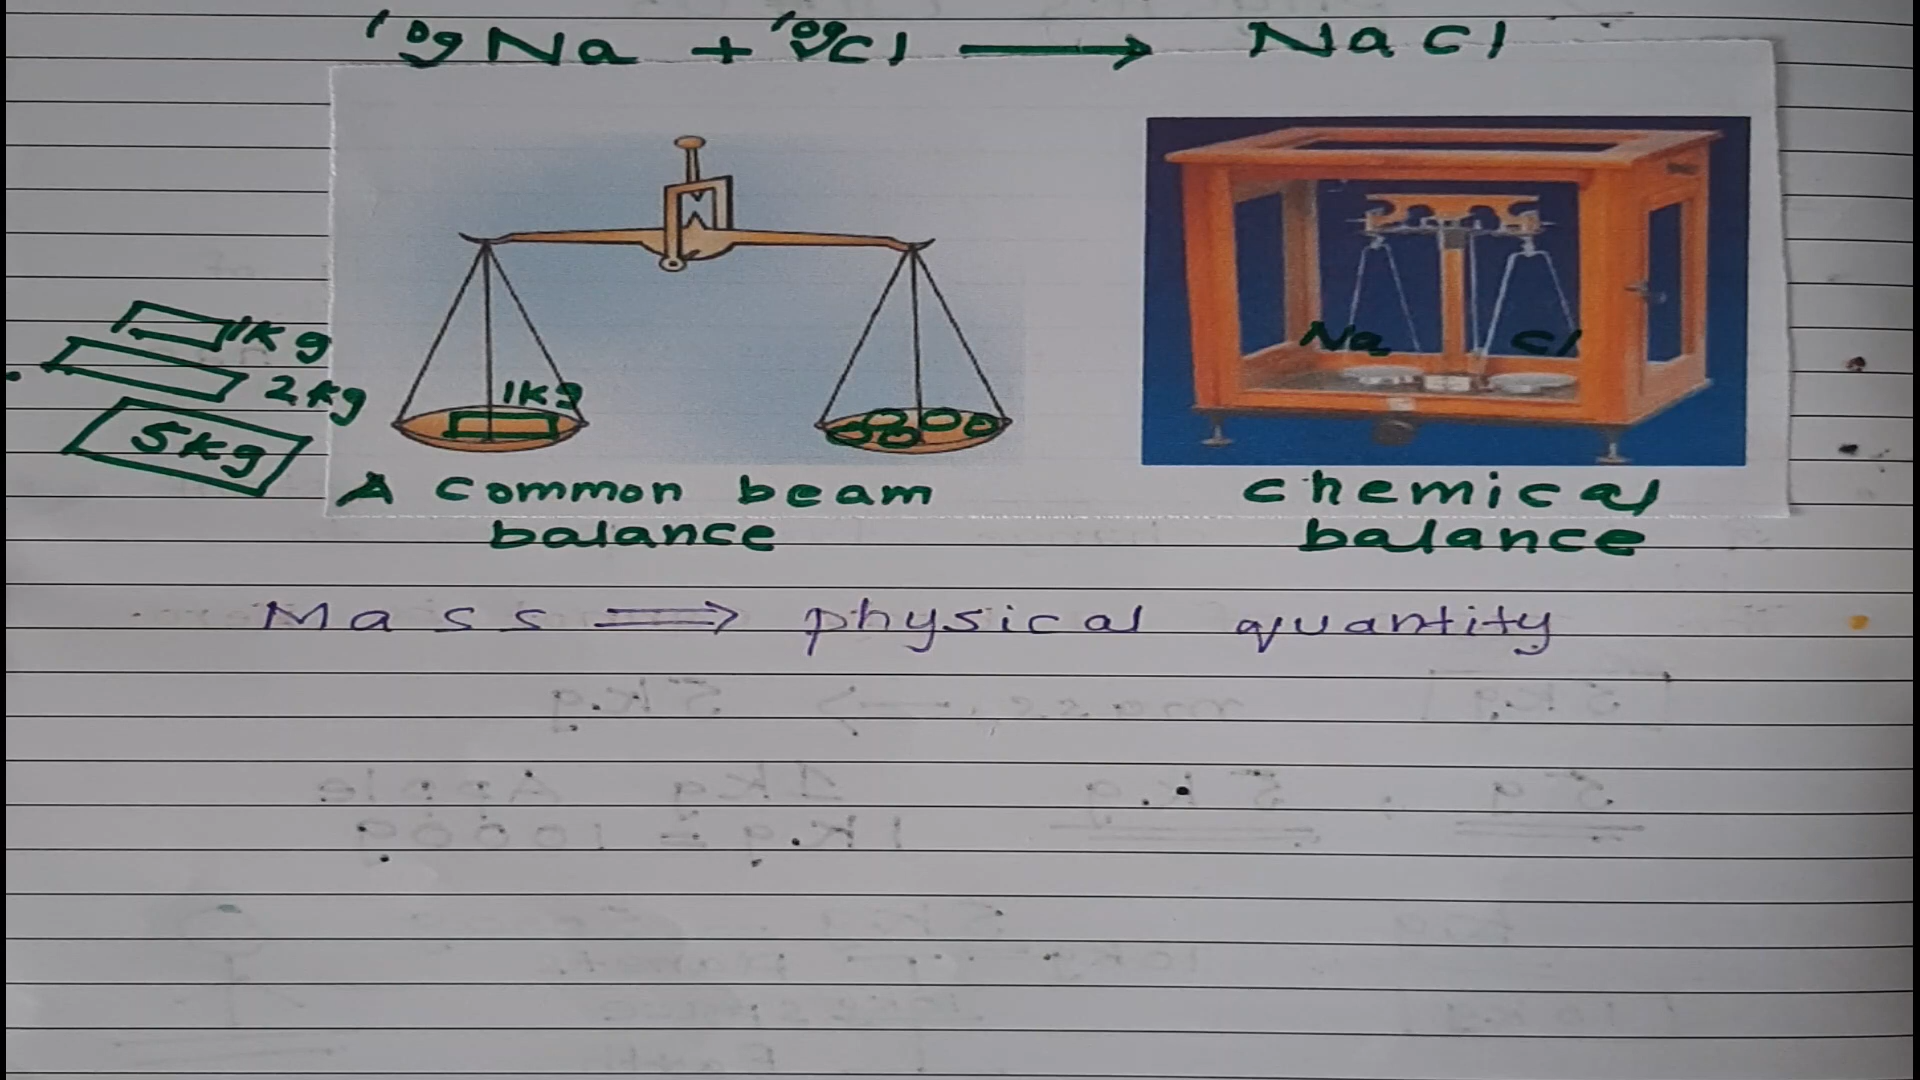 10g Na + 10g Cl → NaCl
1kg
2kg
5kg
1kg
Na Cl
A common beam
balance
chemical
balance
Mass ⇒ physical quantity